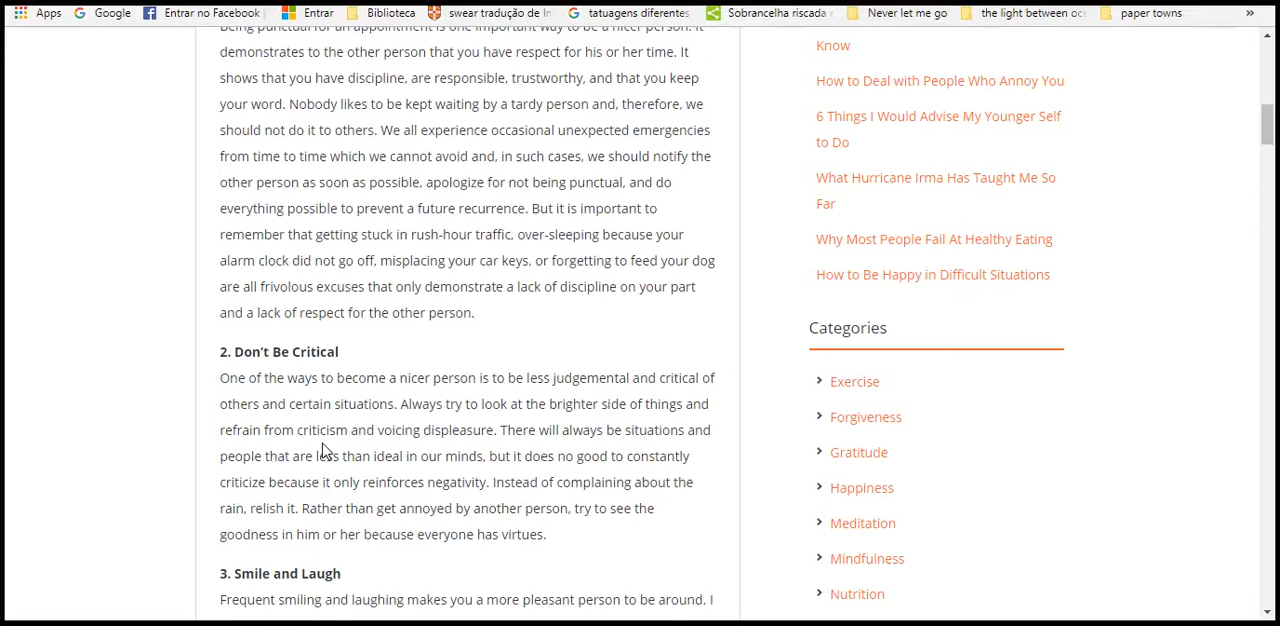 Apps Google Entrar no Facebook Entrar Biblioteca swear tradução de In tatuagens diferentes Sobrancelha riscada Never let me go the light between oce paper towns »
Being punctual for an appointment is one important way to be a nicer person. It
demonstrates to the other person that you have respect for his or her time. It
shows that you have discipline, are responsible, trustworthy, and that you keep
your word. Nobody likes to be kept waiting by a tardy person and, therefore, we
should not do it to others. We all experience occasional unexpected emergencies
from time to time which we cannot avoid and, in such cases, we should notify the
other person as soon as possible, apologize for not being punctual, and do
everything possible to prevent a future recurrence. But it is important to
remember that getting stuck in rush-hour traffic, over-sleeping because your
alarm clock did not go off, misplacing your car keys, or forgetting to feed your dog
are all frivolous excuses that only demonstrate a lack of discipline on your part
and a lack of respect for the other person.
2. Don’t Be Critical
One of the ways to become a nicer person is to be less judgemental and critical of
others and certain situations. Always try to look at the brighter side of things and
refrain from criticism and voicing displeasure. There will always be situations and
people that are less than ideal in our minds, but it does no good to constantly
criticize because it only reinforces negativity. Instead of complaining about the
rain, relish it. Rather than get annoyed by another person, try to see the
goodness in him or her because everyone has virtues.
3. Smile and Laugh
Frequent smiling and laughing makes you a more pleasant person to be around. I
Know
How to Deal with People Who Annoy You
6 Things I Would Advise My Younger Self
to Do
What Hurricane Irma Has Taught Me So
Far
Why Most People Fail At Healthy Eating
How to Be Happy in Difficult Situations
Categories
Exercise
Forgiveness
Gratitude
Happiness
Meditation
Mindfulness
Nutrition